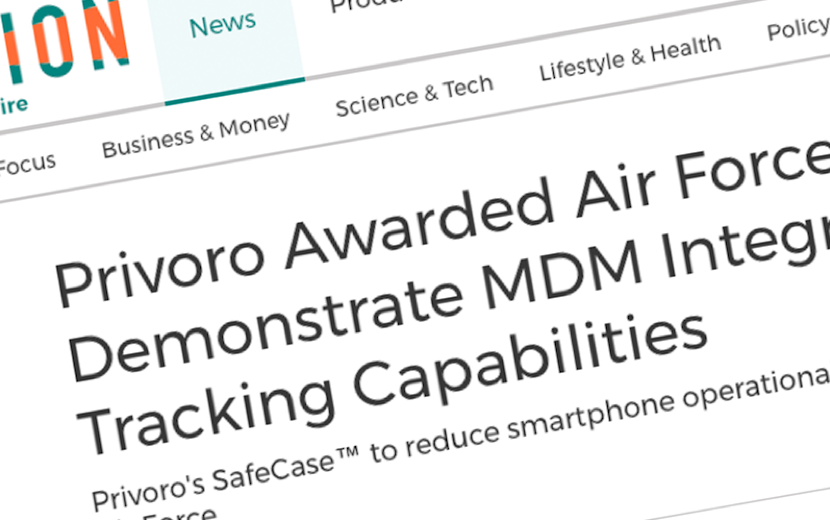 ION
News
ire
Focus Business & Money Science & Tech Lifestyle & Health Policy
Privoro Awarded Air Force
Demonstrate MDM Integr
Tracking Capabilities
Privoro's SafeCase™ to reduce smartphone operationa
Force